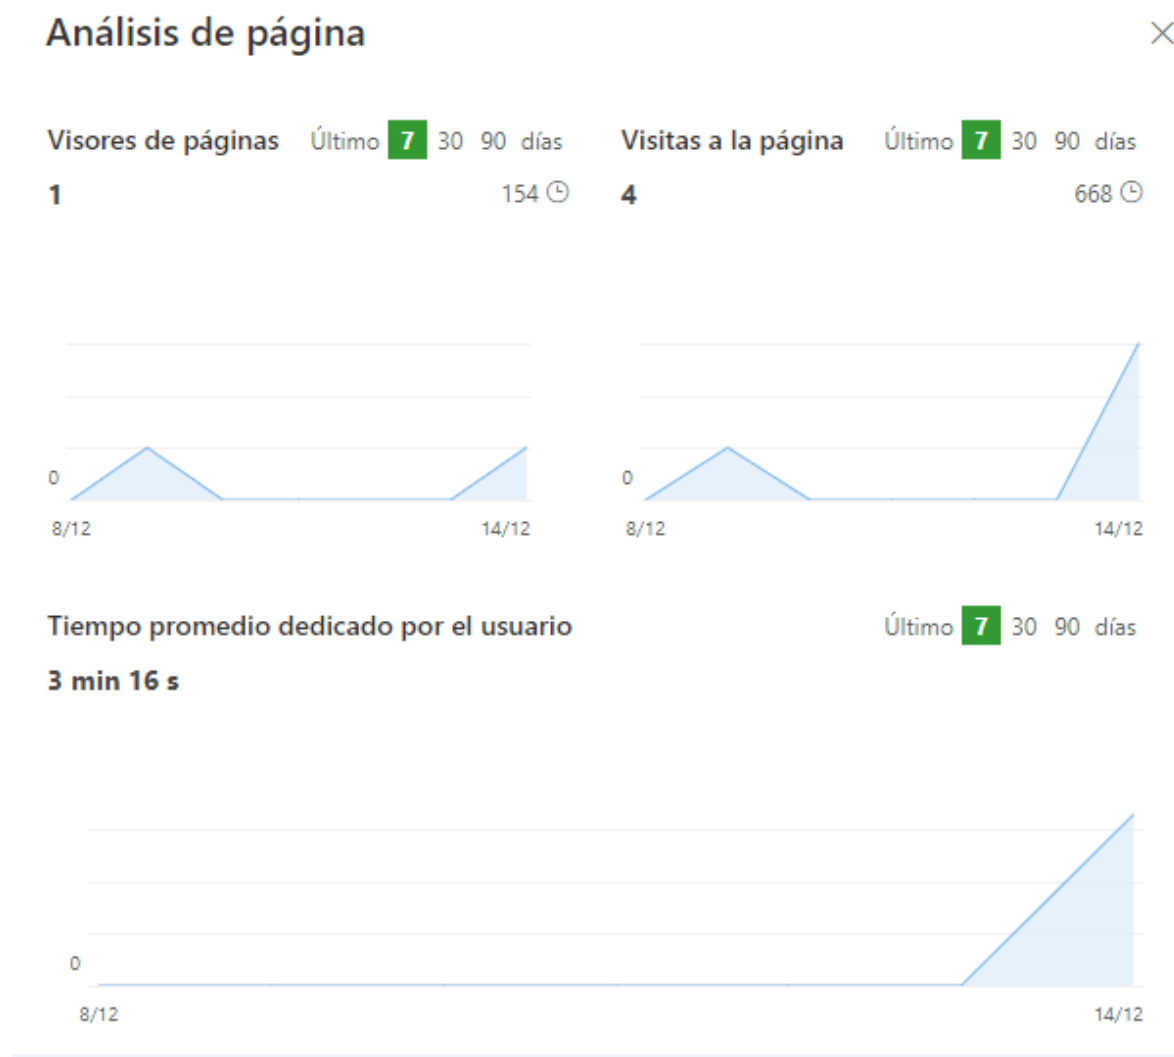 Análisis de página
Visores de páginas Último 7 30 90 días
1 154
0
8/12 14/12
Visitas a la página Último 7 30 90 días
4 668
0
8/12 14/12
Tiempo promedio dedicado por el usuario Último 7 30 90 días
3 min 16 s
0
8/12 14/12